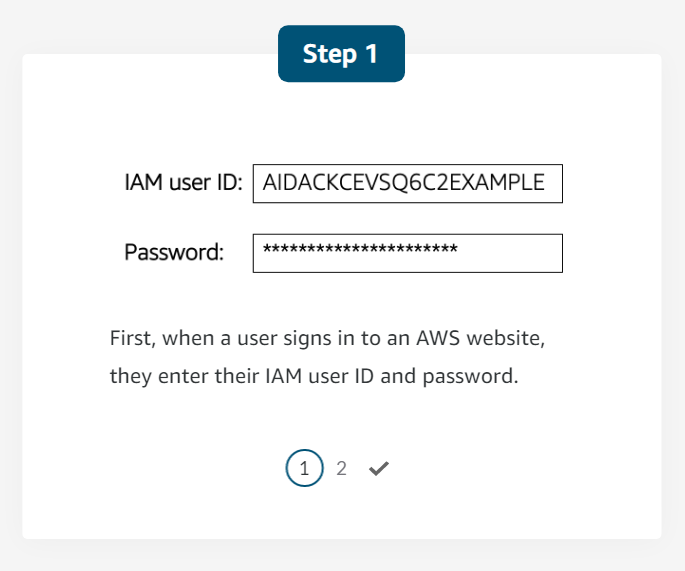 Step 1
IAM user ID: AIDACKCEVSQ6C2EXAMPLE
Password: **********************
First, when a user signs in to an AWS website,
they enter their IAM user ID and password.
1 2